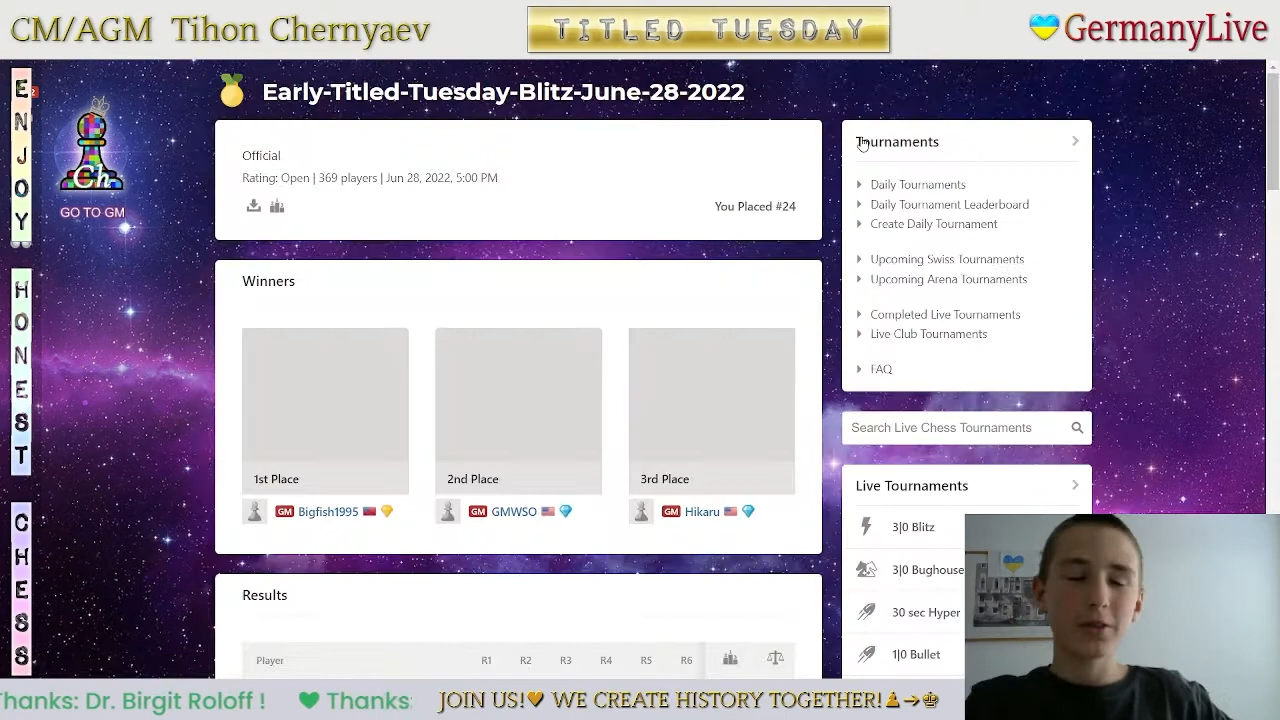 CM/AGM Tihon Chernyaev
TITLED TUESDAY
GermanyLive
ENJOY
HONEST
CHESS
2
Ch
GO TO GM
Early-Titled-Tuesday-Blitz-June-28-2022
Official
Rating: Open | 369 players | Jun 28, 2022, 5:00 PM
You Placed #24
Winners
1st Place
2nd Place
3rd Place
GM Bigfish1995
GM GMWSO
GM Hikaru
Results
Player R1 R2 R3 R4 R5 R6
Tournaments
Daily Tournaments
Daily Tournament Leaderboard
Create Daily Tournament
Upcoming Swiss Tournaments
Upcoming Arena Tournaments
Completed Live Tournaments
Live Club Tournaments
FAQ
Search Live Chess Tournaments
Live Tournaments
3|0 Blitz
3|0 Bughouse
30 sec Hyper
1|0 Bullet
Thanks: Dr. Birgit Roloff ! Thanks:
JOIN US! WE CREATE HISTORY TOGETHER!